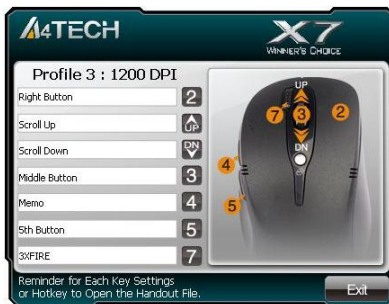 A4TECH
X7
WINNER'S CHOICE
Profile 3 : 1200 DPI
Right Button 2
Scroll Up UP
Scroll Down DN
Middle Button 3
Memo 4
5th Button 5
3XFIRE 7
UP
7 3 2
DN
4
5
Reminder for Each Key Settings
or Hotkey to Open the Handout File.
Exit